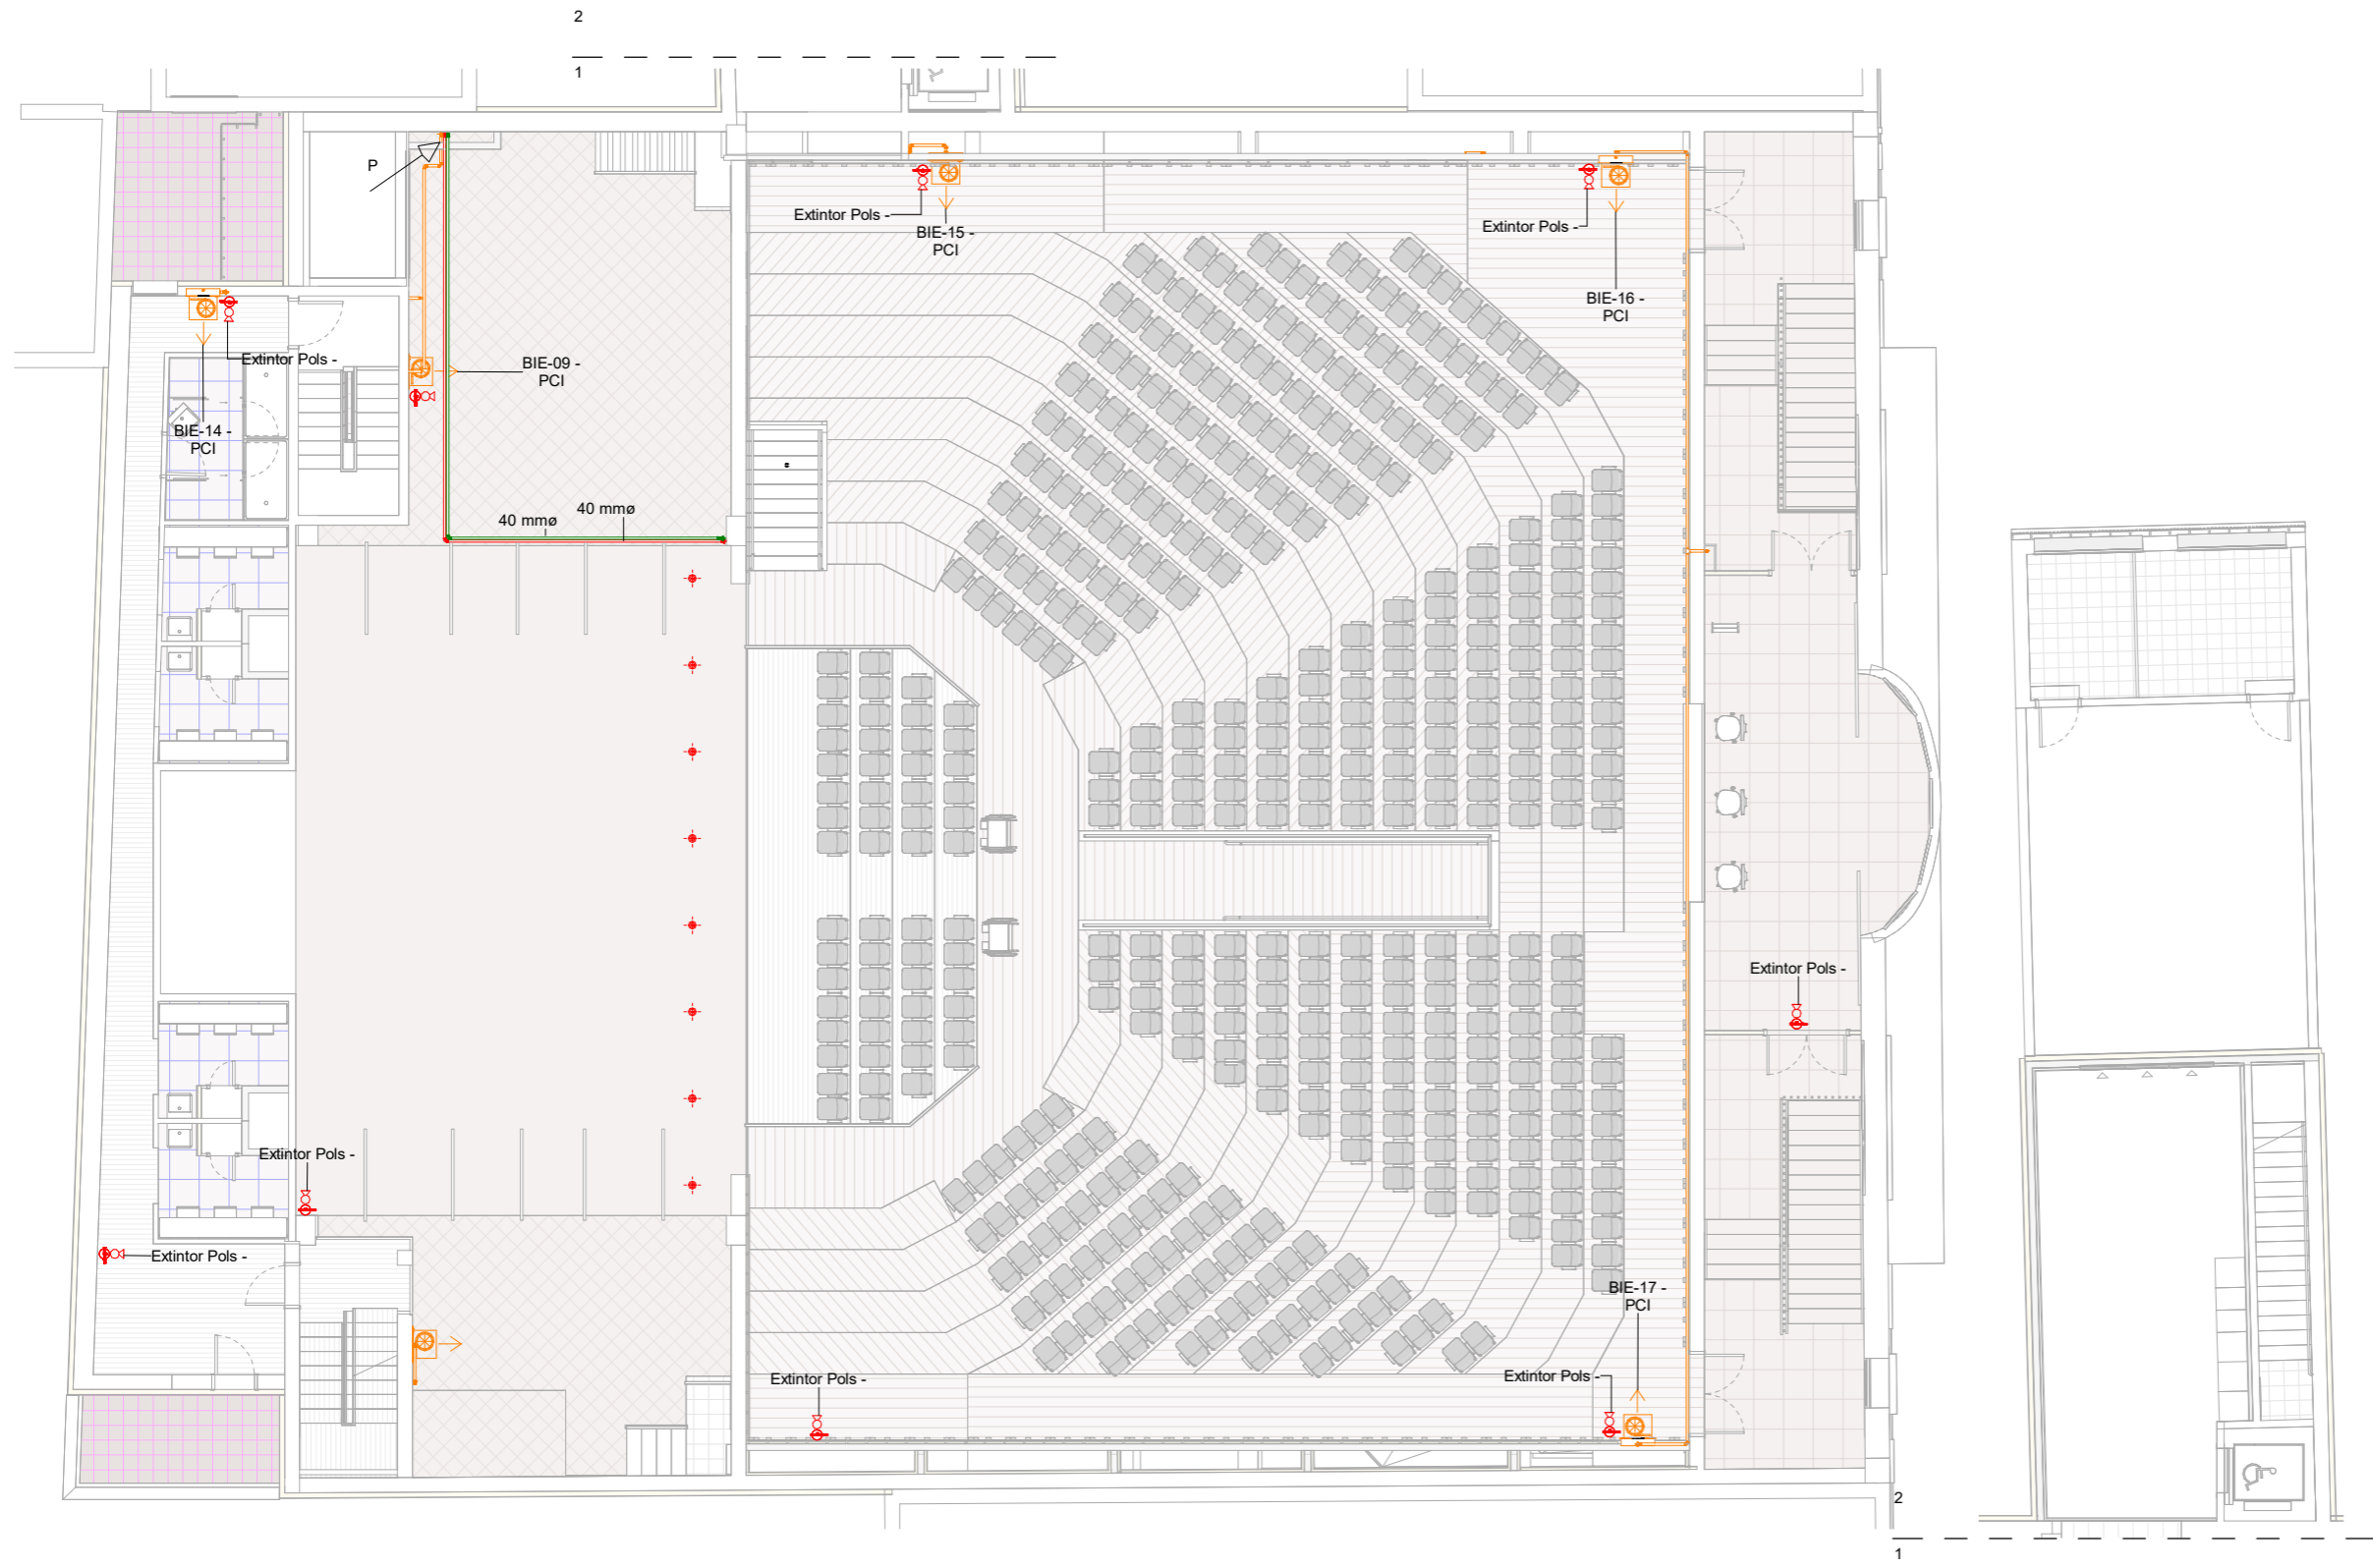 2
1
P
Extintor Pols -
BIE-15 -
PCI
Extintor Pols -
BIE-16 -
PCI
Extintor Pols -
BIE-09 -
PCI
BIE-14 -
PCI
40 mmø
40 mmø
Extintor Pols -
Extintor Pols -
Extintor Pols -
BIE-17 -
PCI
Extintor Pols -
Extintor Pols -
2
1